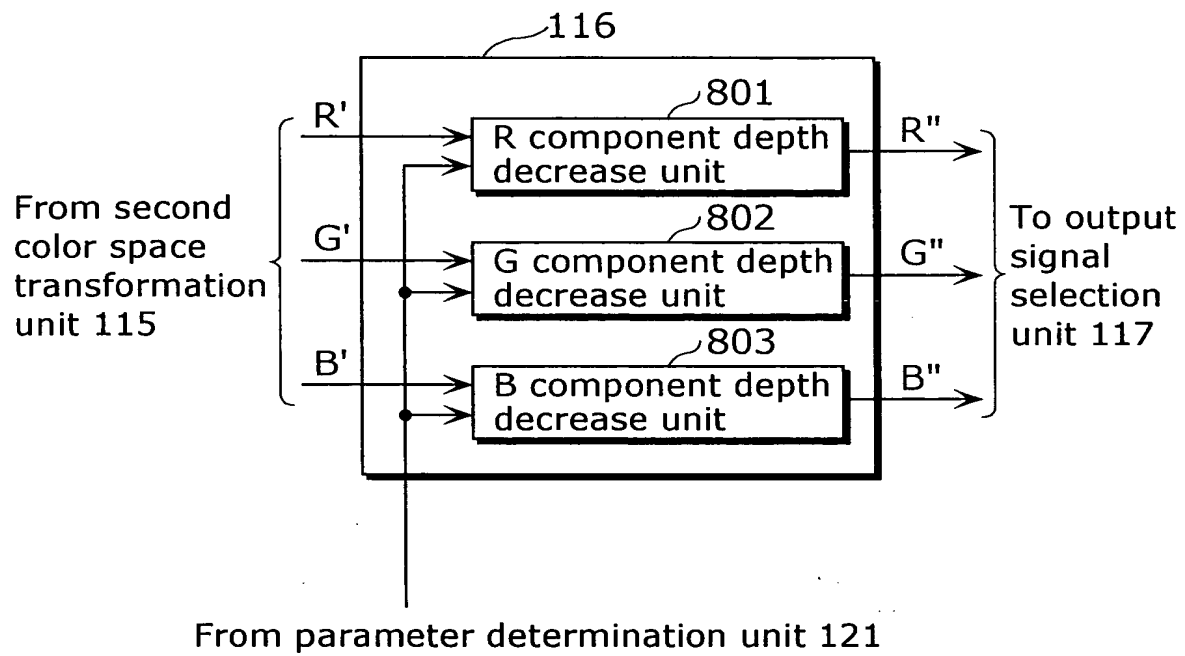 116
801
R'
R component depth
decrease unit
R"
From second
color space
transformation
unit 115
802
G'
G component depth
decrease unit
G"
To output
signal
selection
unit 117
803
B'
B component depth
decrease unit
B"
From parameter determination unit 121